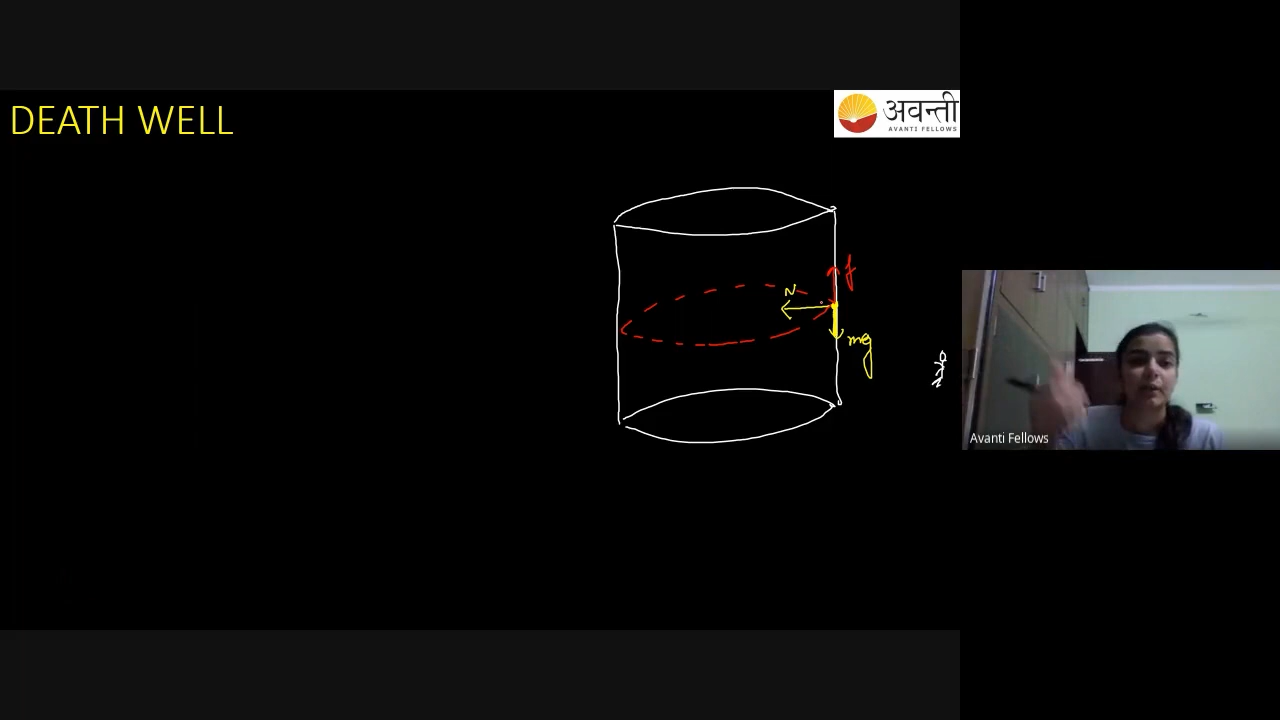 DEATH WELL
अवन्ती
AVANTI FELLOWS
f
N
mg
Avanti Fellows